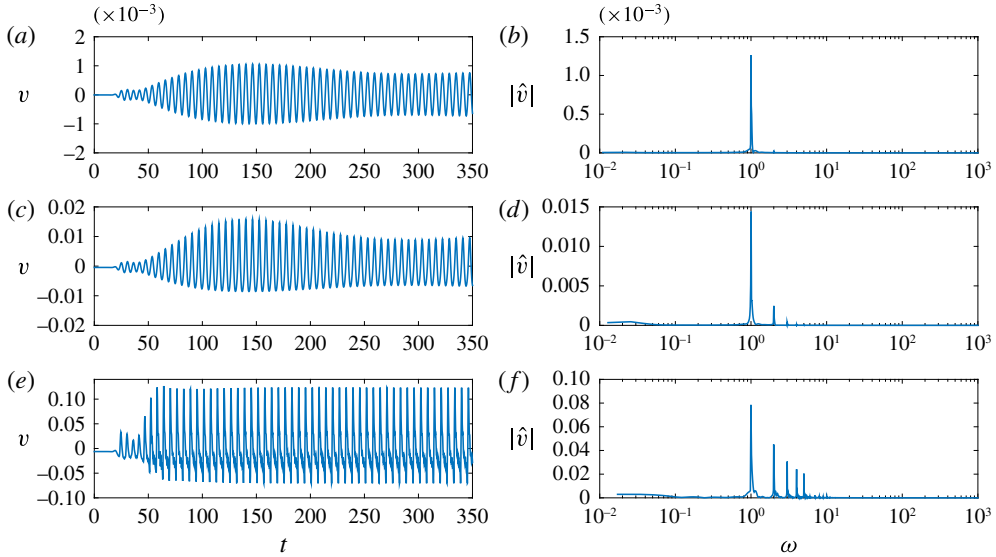 (×10⁻³) (×10⁻³)
(a) 2 1 0 −1 −2 v 0 50 100 150 200 250 300 350
(b) 1.5 1.0 0.5 0 |v̂| 10⁻² 10⁻¹ 10⁰ 10¹ 10² 10³
(c) 0.02 0.01 0 −0.01 −0.02 v 0 50 100 150 200 250 300 350
(d) 0.015 0.010 0.005 0 |v̂| 10⁻² 10⁻¹ 10⁰ 10¹ 10² 10³
(e) 0.10 0.05 0 −0.05 −0.10 v 0 50 100 150 200 250 300 350
t
(f) 0.10 0.08 0.06 0.04 0.02 0 |v̂| 10⁻² 10⁻¹ 10⁰ 10¹ 10² 10³
ω